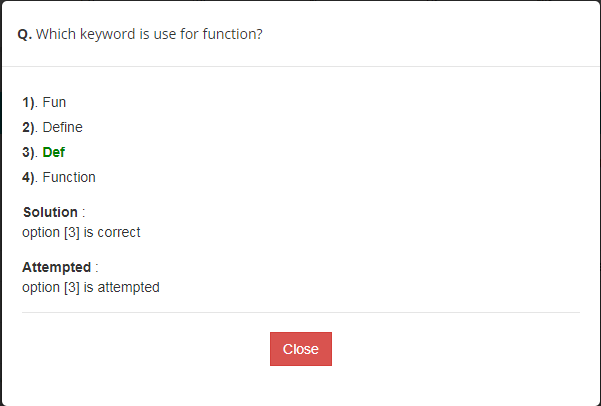 Q. Which keyword is use for function?
1). Fun
2). Define
3). Def
4). Function
Solution :
option [3] is correct
Attempted :
option [3] is attempted
Close